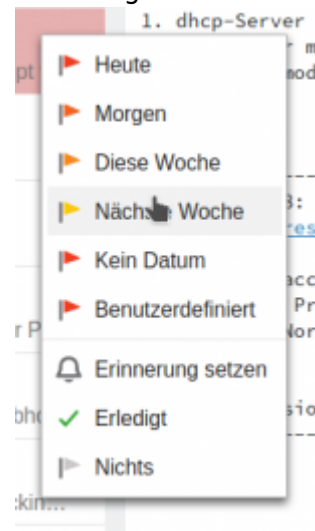 1. dhcp-Server
Heute
Morgen
Diese Woche
Nächste Woche
Kein Datum
Benutzerdefiniert
Erinnerung setzen
Erledigt
Nichts